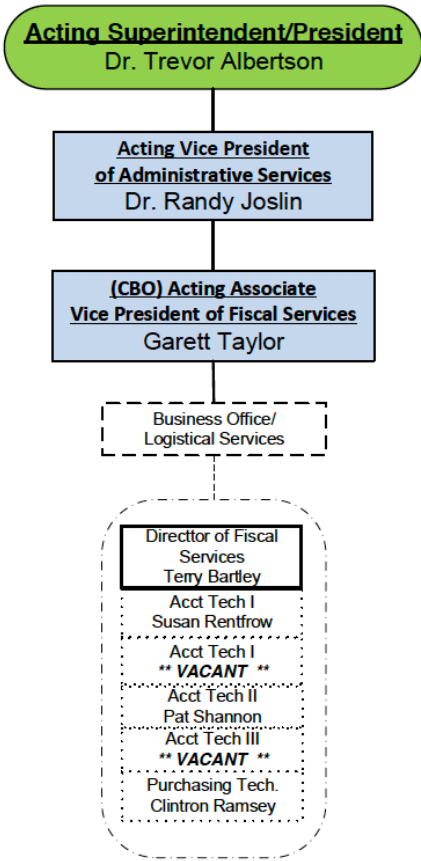 Acting Superintendent/President
Dr. Trevor Albertson
Acting Vice President
of Administrative Services
Dr. Randy Joslin
(CBO) Acting Associate
Vice President of Fiscal Services
Garett Taylor
Business Office/
Logistical Services
Directtor of Fiscal
Services
Terry Bartley
Acct Tech I
Susan Rentfrow
Acct Tech I
** VACANT **
Acct Tech II
Pat Shannon
Acct Tech III
** VACANT **
Purchasing Tech.
Clintron Ramsey